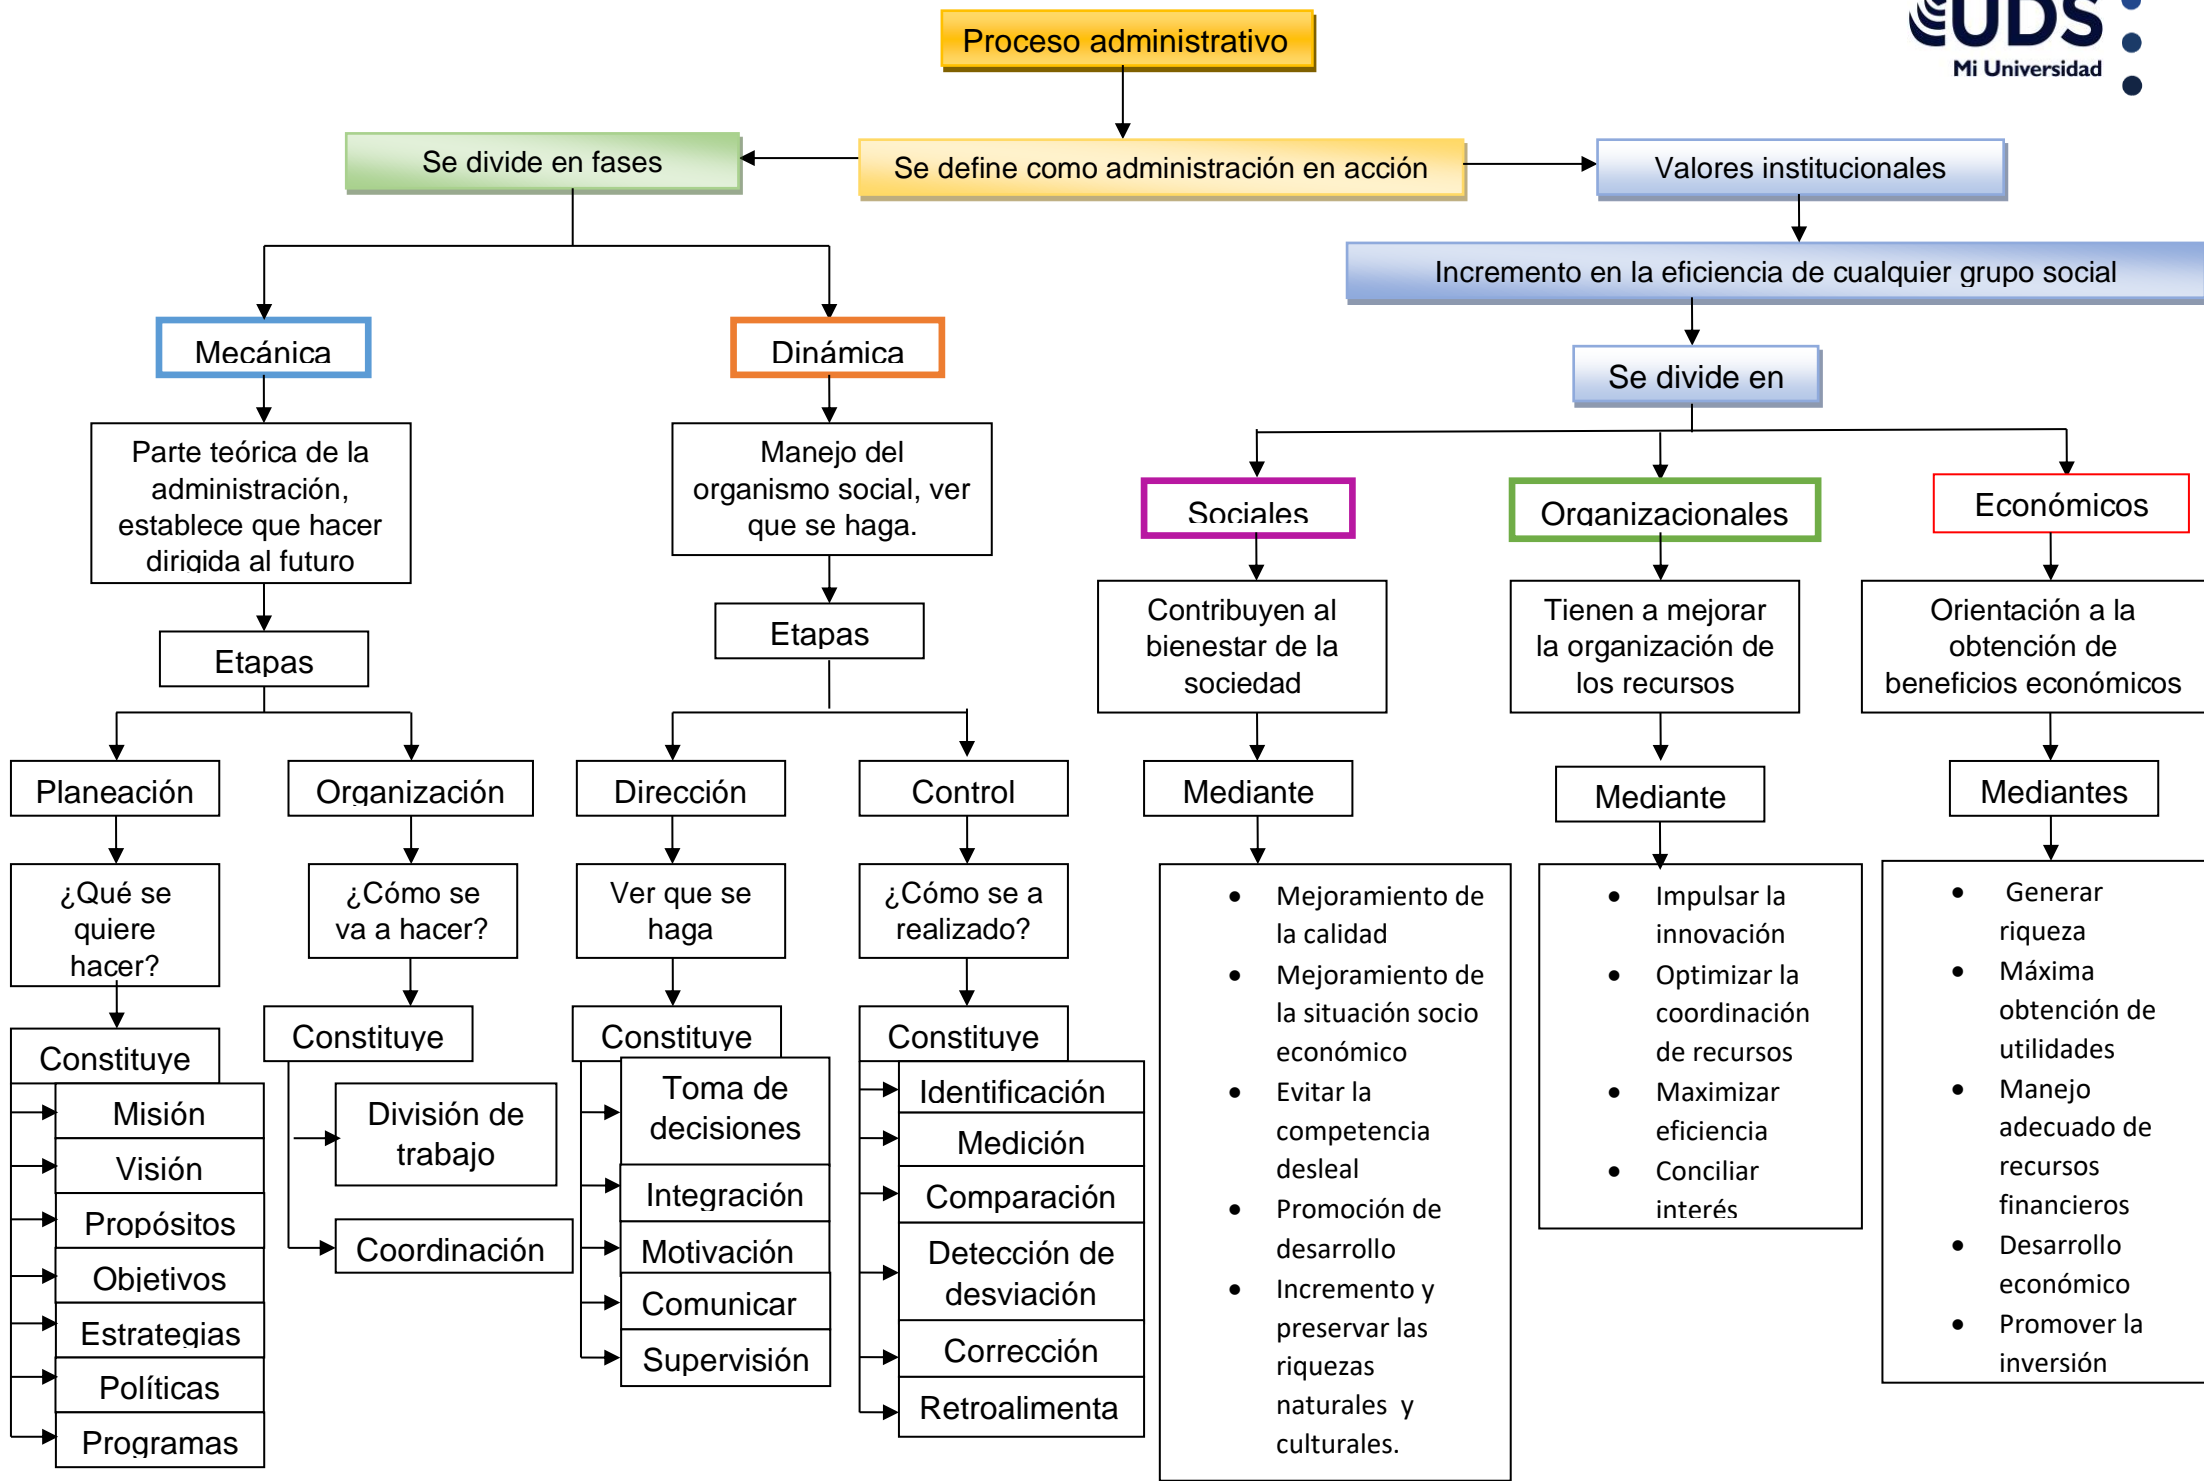 UDS
Mi Universidad
Proceso administrativo
Se divide en fases
Se define como administración en acción
Valores institucionales
Incremento en la eficiencia de cualquier grupo social
Se divide en
Mecánica
Parte teórica de la
administración,
establece que hacer
dirigida al futuro
Etapas
Dinámica
Manejo del
organismo social, ver
que se haga.
Etapas
Planeación
¿Qué se
quiere
hacer?
Constituye
Misión
Visión
Propósitos
Objetivos
Estrategias
Políticas
Programas
Organización
¿Cómo se
va a hacer?
Constituye
División de
trabajo
Coordinación
Dirección
Ver que se
haga
Constituye
Toma de
decisiones
Integración
Motivación
Comunicar
Supervisión
Control
¿Cómo se a
realizado?
Constituye
Identificación
Medición
Comparación
Detección de
desviación
Corrección
Retroalimenta
Sociales
Contribuyen al
bienestar de la
sociedad
Mediante
• Mejoramiento de
la calidad
• Mejoramiento de
la situación socio
económico
• Evitar la
competencia
desleal
• Promoción de
desarrollo
• Incremento y
preservar las
riquezas
naturales y
culturales.
Organizacionales
Tienen a mejorar
la organización de
los recursos
Mediante
• Impulsar la
innovación
• Optimizar la
coordinación
de recursos
• Maximizar
eficiencia
• Conciliar
interés
Económicos
Orientación a la
obtención de
beneficios económicos
Mediantes
• Generar
riqueza
• Máxima
obtención de
utilidades
• Manejo
adecuado de
recursos
financieros
• Desarrollo
económico
• Promover la
inversión